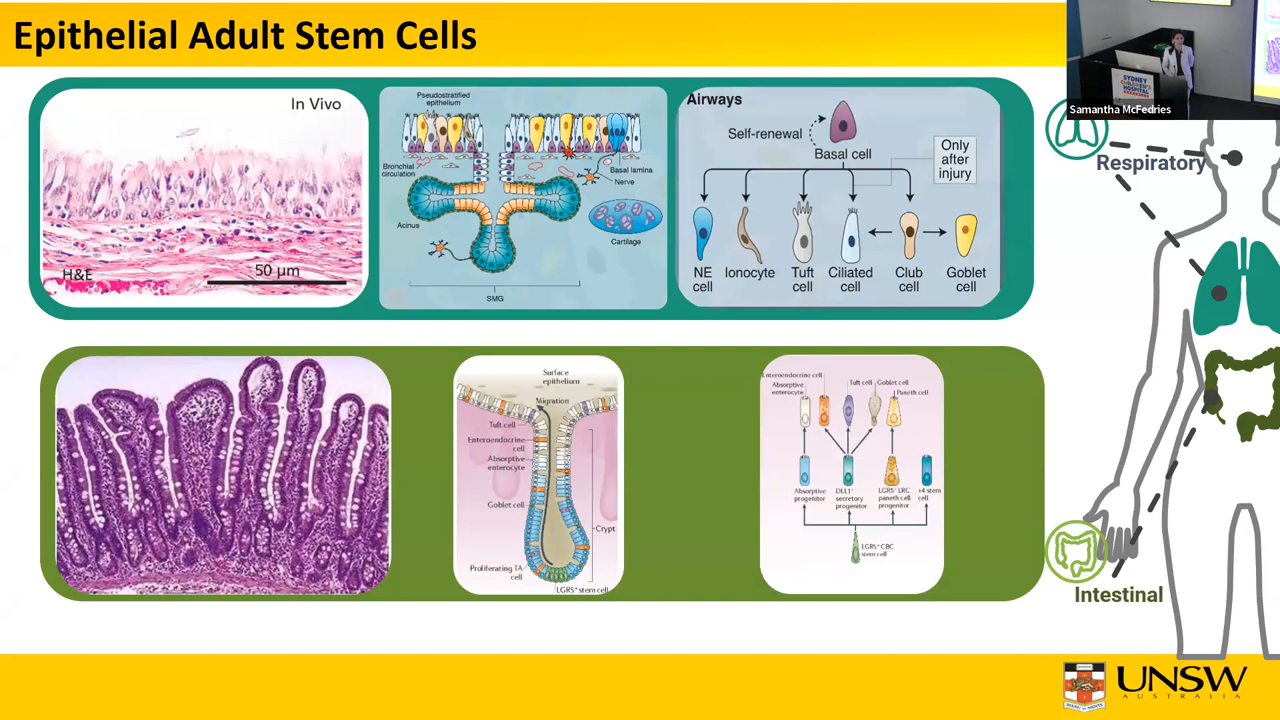 Epithelial Adult Stem Cells
SYDNEY
CHILDREN'S
HOSPITAL
Samantha McFedries
In Vivo
H&E
50 µm
Pseudostratified
epithelium
Bronchial
circulation
Basal lamina
Nerve
Acinus
Cartilage
SMG
Airways
Self-renewal
Basal cell
Only
after
injury
NE
cell
Ionocyte
Tuft
cell
Ciliated
cell
Club
cell
Goblet
cell
Respiratory
Surface
epithelium
Migration
Tuft cell
Enteroendocrine
cell
Absorptive
enterocyte
Goblet cell
Crypt
Proliferating TA
cell
LGR5⁺ stem cell
Enteroendocrine cell
Absorptive
enterocyte
Tuft cell
Goblet cell
Paneth cell
Absorptive
progenitor
DLL1⁺
secretory
progenitor
LGR5⁺ LRC
paneth cell
progenitor
+4 stem
cell
LGR5⁺ CBC
stem cell
Intestinal
UNSW
AUSTRALIA